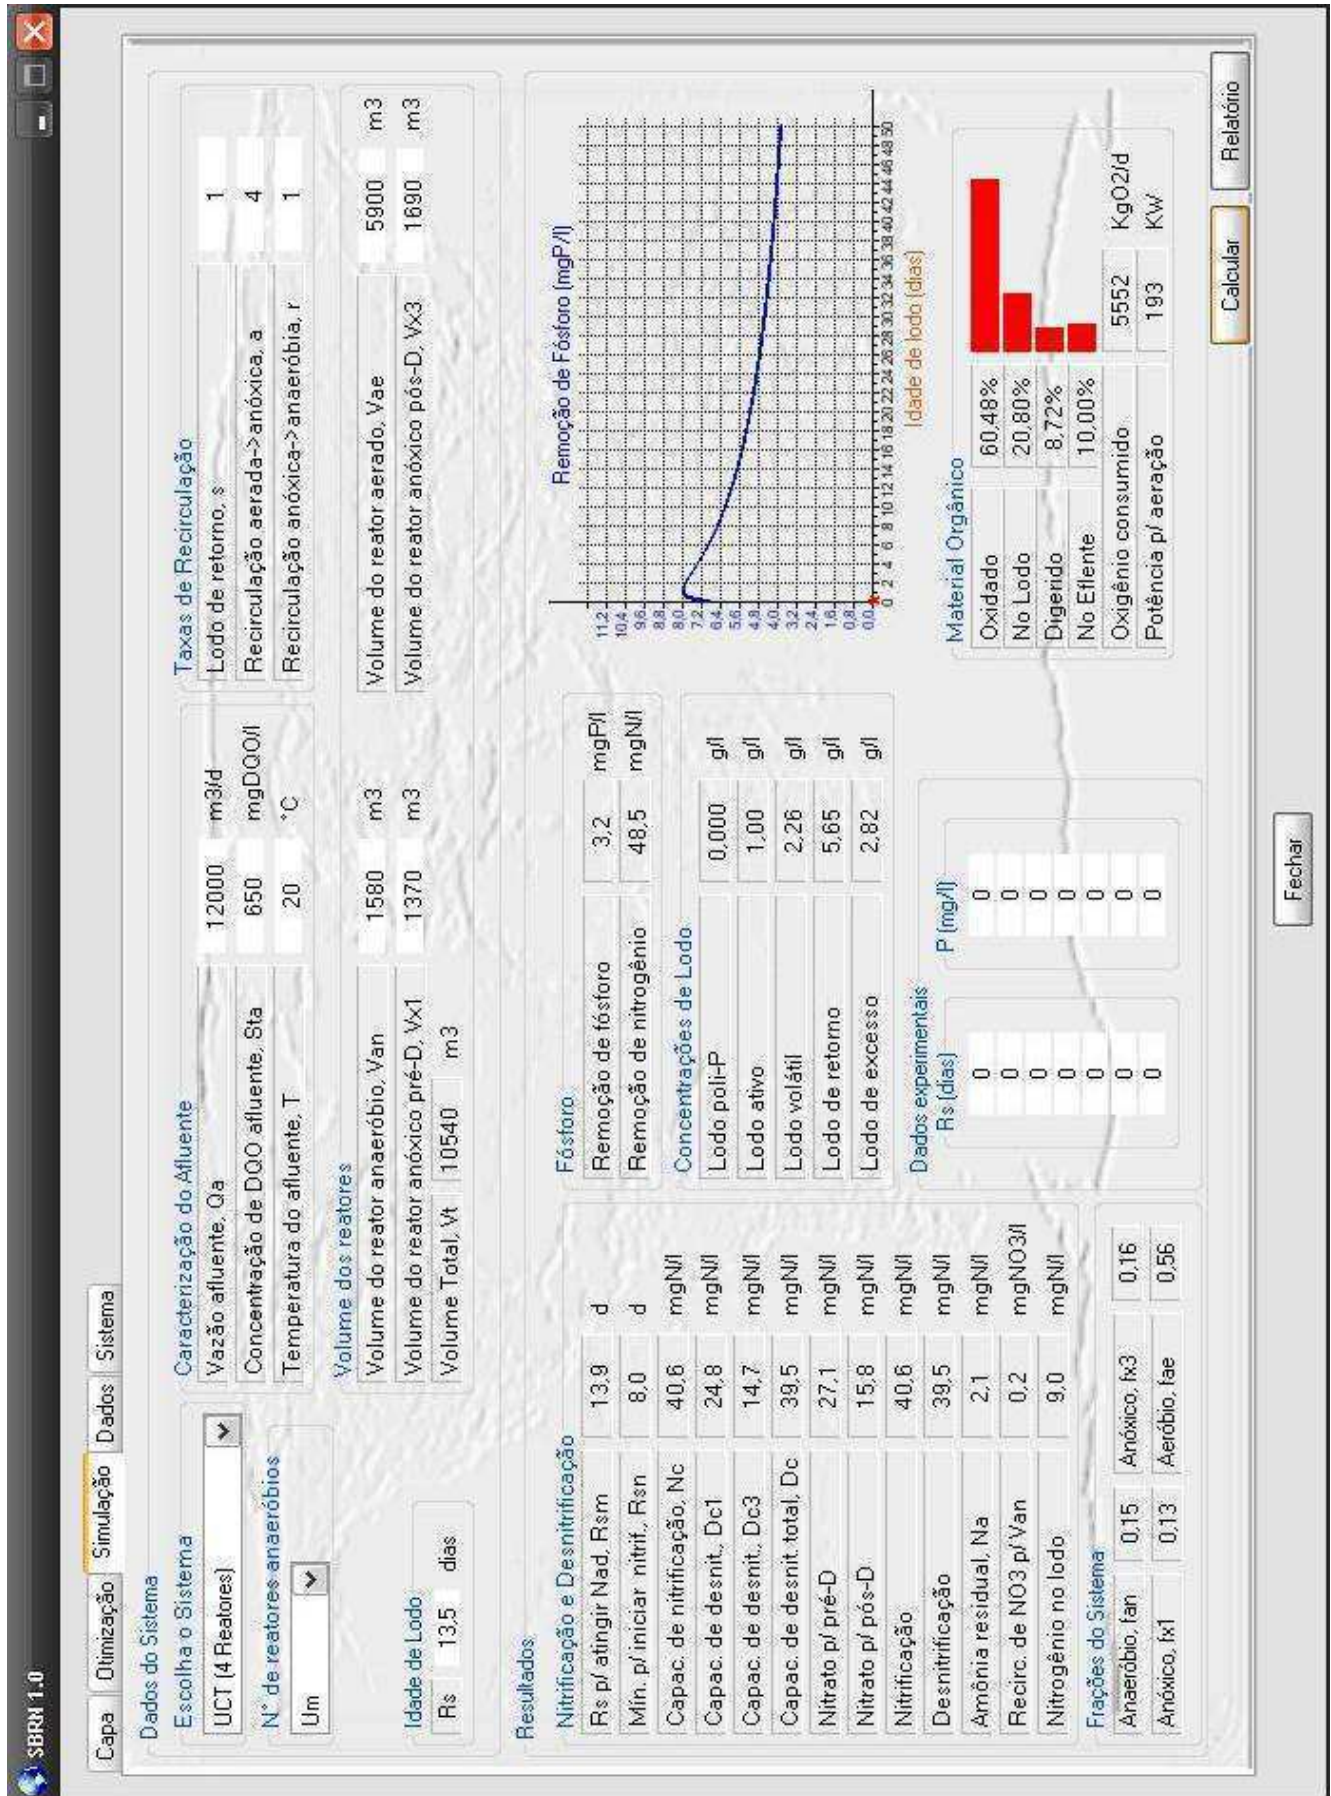 SBRN 1.0
Capa Otimização Simulação Dados Sistema
Dados do Sistema
Escolha o Sistema
UCT (4 Reatores)
N° de reatores anaeróbios
Um
Idade de Lodo
Rs 13,5 dias
Caracterização do Afluente
Vazão afluente, Qa 12000 m3/d
Concentração de DQO afluente, Sta 650 mgDQO/l
Temperatura do afluente, T 20 °C
Taxas de Recirculação
Lodo de retorno, s 1
Recirculação aerada->anóxica, a 4
Recirculação anóxica->anaeróbia, r 1
Volume dos reatores
Volume do reator anaeróbio, Van 1580 m3
Volume do reator aerado, Vae 5900 m3
Volume do reator anóxico pré-D, Vx1 1370 m3
Volume do reator anóxico pós-D, Vx3 1690 m3
Volume Total, Vt 10540 m3
Resultados
Nitrificação e Desnitrificação
Rs p/ atingir Nad, Rsm 13,9 d
Mín. p/ iniciar nitrif., Rsn 8,0 d
Capac. de nitrificação, Nc 40,6 mgN/l
Capac. de desnit., Dc1 24,8 mgN/l
Capac. de desnit., Dc3 14,7 mgN/l
Capac. de desnit. total, Dc 39,5 mgN/l
Nitrato p/ pré-D 27,1 mgN/l
Nitrato p/ pós-D 15,8 mgN/l
Nitrificação 40,6 mgN/l
Desnitrificação 39,5 mgN/l
Amônia residual, Na 2,1 mgN/l
Recirc. de NO3 p/ Van 0,2 mgNO3/l
Nitrogênio no lodo 9,0 mgN/l
Frações do Sistema
Anaeróbio, fan 0,15 Anóxico, fx3 0,16
Anóxico, fx1 0,13 Aeróbio, fae 0,56
Fósforo
Remoção de fósforo 3,2 mgP/l
Remoção de nitrogênio 48,5 mgN/l
Concentrações de Lodo
Lodo poli-P 0,000 g/l
Lodo ativo 1,00 g/l
Lodo volátil 2,26 g/l
Lodo de retorno 5,65 g/l
Lodo de excesso 2,82 g/l
Dados experimentais
Rs (dias) P (mg/l)
0 0
0 0
0 0
0 0
0 0
0 0
0 0
0 0
Remoção de Fósforo (mgP/l)
11,2
10,4
9,6
8,8
8,0
7,2
6,4
5,6
4,8
4,0
3,2
2,4
1,6
0,8
0,0
0 2 4 6 8 10 12 14 16 18 20 22 24 26 28 30 32 34 36 38 40 42 44 46 48 50
Idade de lodo (dias)
Material Orgânico
Oxidado 60,48%
No Lodo 20,80%
Digerido 8,72%
No Eflente 10,00%
Oxigênio consumido 5552 KgO2/d
Potência p/ aeração 193 KW
Calcular Relatório
Fechar